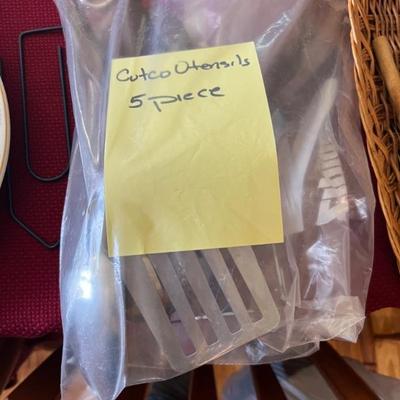 Cutco Utensils
5 piece